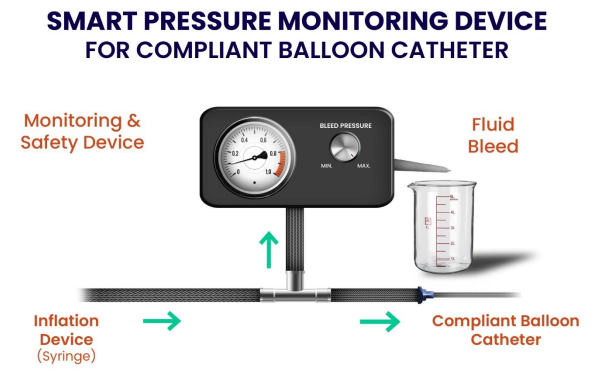 SMART PRESSURE MONITORING DEVICE
FOR COMPLIANT BALLOON CATHETER
Monitoring &
Safety Device
BLEED PRESSURE
MIN. MAX.
0 0.2 0.4 0.6 0.8 1.0
Fluid
Bleed
Inflation
Device
(Syringe)
Compliant Balloon
Catheter